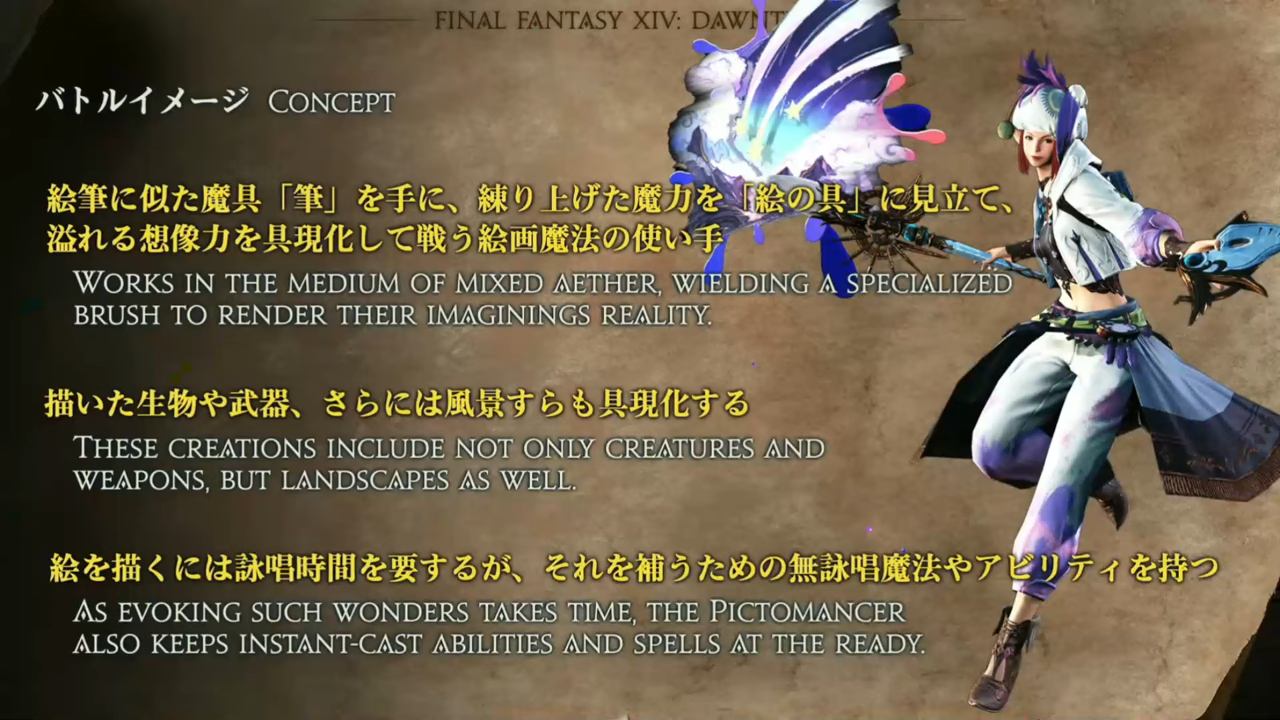 FINAL FANTASY XIV: DAWNT
バトルイメージ CONCEPT
絵筆に似た魔具「筆」を手に、練り上げた魔力を「絵の具」に見立て、
溢れる想像力を具現化して戦う絵画魔法の使い手
WORKS IN THE MEDIUM OF MIXED AETHER, WIELDING A SPECIALIZED
BRUSH TO RENDER THEIR IMAGININGS REALITY.
描いた生物や武器、さらには風景すらも具現化する
THESE CREATIONS INCLUDE NOT ONLY CREATURES AND
WEAPONS, BUT LANDSCAPES AS WELL.
絵を描くには詠唱時間を要するが、それを補うための無詠唱魔法やアビリティを持つ
AS EVOKING SUCH WONDERS TAKES TIME, THE PICTOMANCER
ALSO KEEPS INSTANT-CAST ABILITIES AND SPELLS AT THE READY.